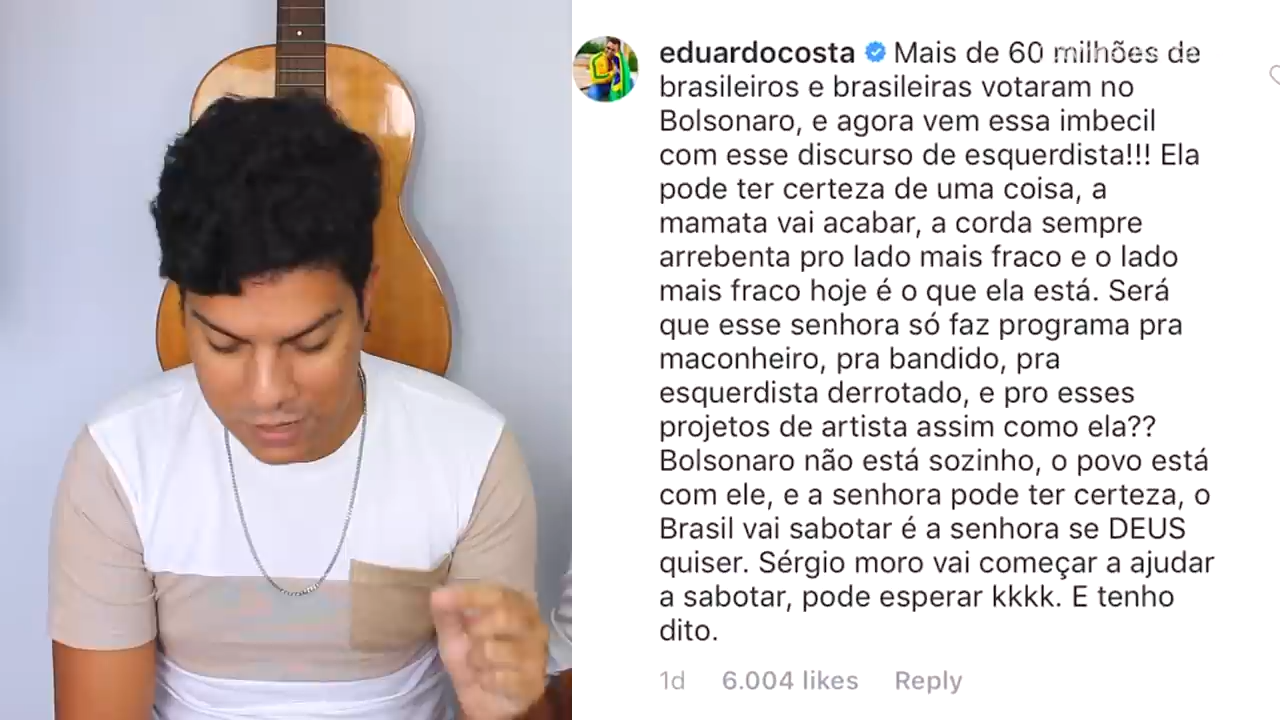 eduardocosta Mais de 60 milhões de
brasileiros e brasileiras votaram no
Bolsonaro, e agora vem essa imbecil
com esse discurso de esquerdista!!! Ela
pode ter certeza de uma coisa, a
mamata vai acabar, a corda sempre
arrebenta pro lado mais fraco e o lado
mais fraco hoje é o que ela está. Será
que esse senhora só faz programa pra
maconheiro, pra bandido, pra
esquerdista derrotado, e pro esses
projetos de artista assim como ela??
Bolsonaro não está sozinho, o povo está
com ele, e a senhora pode ter certeza, o
Brasil vai sabotar é a senhora se DEUS
quiser. Sérgio moro vai começar a ajudar
a sabotar, pode esperar kkkk. E tenho
dito.
1d 6.004 likes Reply